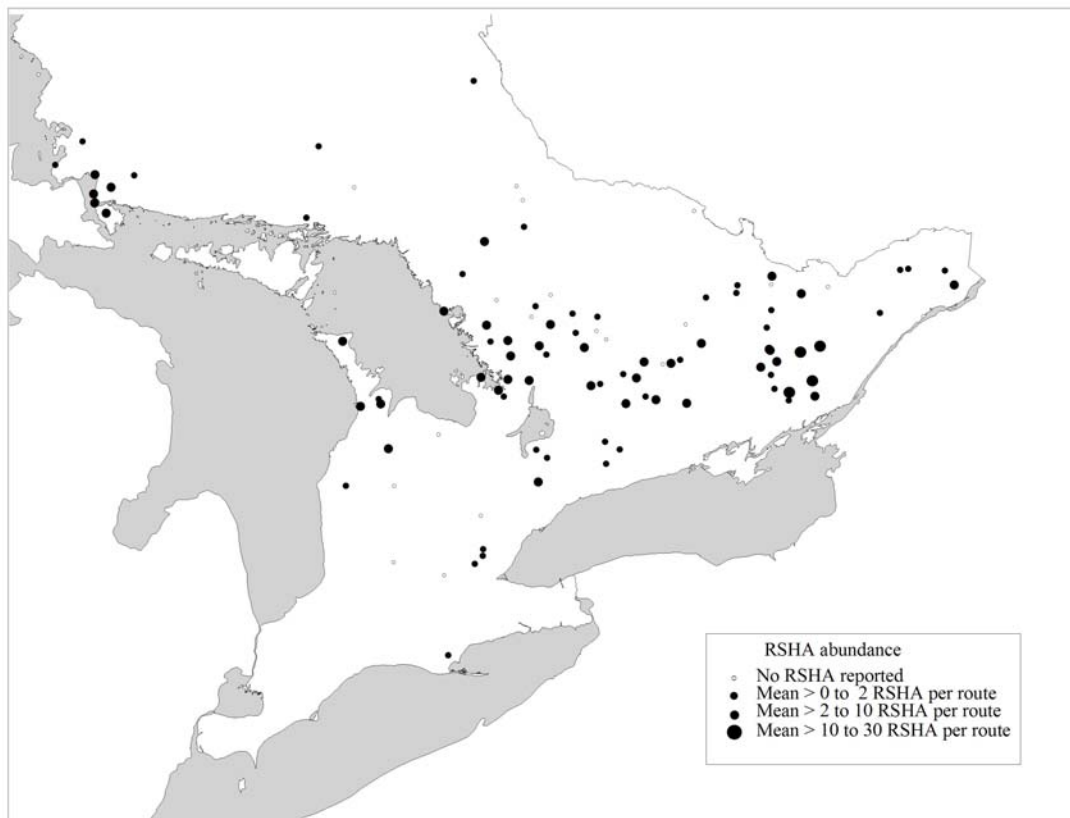 RSHA abundance
No RSHA reported
Mean > 0 to 2 RSHA per route
Mean > 2 to 10 RSHA per route
Mean > 10 to 30 RSHA per route